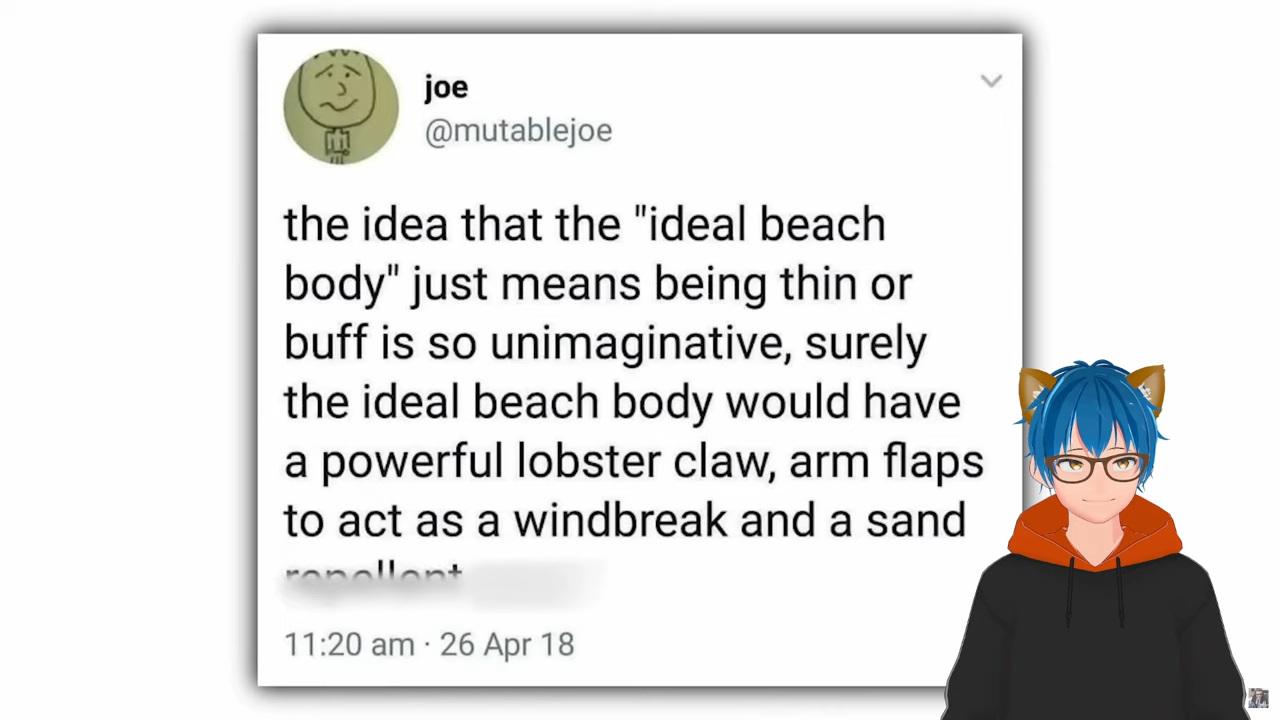 joe
@mutablejoe
the idea that the "ideal beach
body" just means being thin or
buff is so unimaginative, surely
the ideal beach body would have
a powerful lobster claw, arm flaps
to act as a windbreak and a sand
repellent
11:20 am · 26 Apr 18